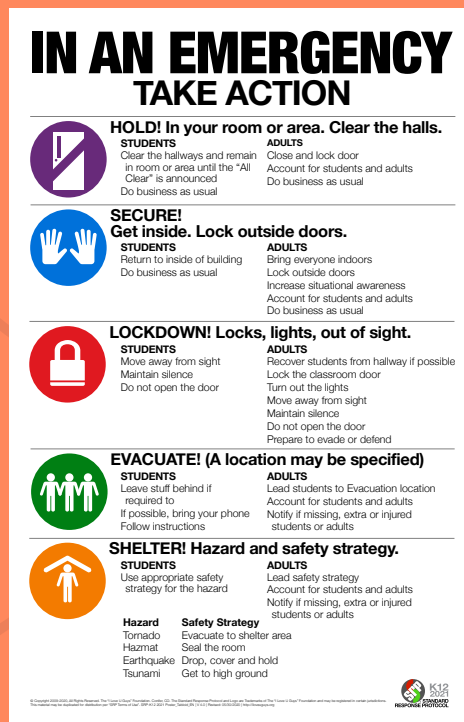 IN AN EMERGENCY
TAKE ACTION
HOLD! In your room or area. Clear the halls.
STUDENTS
Clear the hallways and remain
in room or area until the “All
Clear” is announced
Do business as usual
ADULTS
Close and lock door
Account for students and adults
Do business as usual
SECURE!
Get inside. Lock outside doors.
STUDENTS
Return to inside of building
Do business as usual
ADULTS
Bring everyone indoors
Lock outside doors
Increase situational awareness
Account for students and adults
Do business as usual
LOCKDOWN! Locks, lights, out of sight.
STUDENTS
Move away from sight
Maintain silence
Do not open the door
ADULTS
Recover students from hallway if possible
Lock the classroom door
Turn out the lights
Move away from sight
Maintain silence
Do not open the door
Prepare to evade or defend
EVACUATE! (A location may be specified)
STUDENTS
Leave stuff behind if
required to
If possible, bring your phone
Follow instructions
ADULTS
Lead students to Evacuation location
Account for students and adults
Notify if missing, extra or injured
students or adults
SHELTER! Hazard and safety strategy.
STUDENTS
Use appropriate safety
strategy for the hazard
ADULTS
Lead safety strategy
Account for students and adults
Notify if missing, extra or injured
students or adults
Hazard Safety Strategy
Tornado Evacuate to shelter area
Hazmat Seal the room
Earthquake Drop, cover and hold
Tsunami Get to high ground
SRP
K12
2021
STANDARD
RESPONSE PROTOCOL